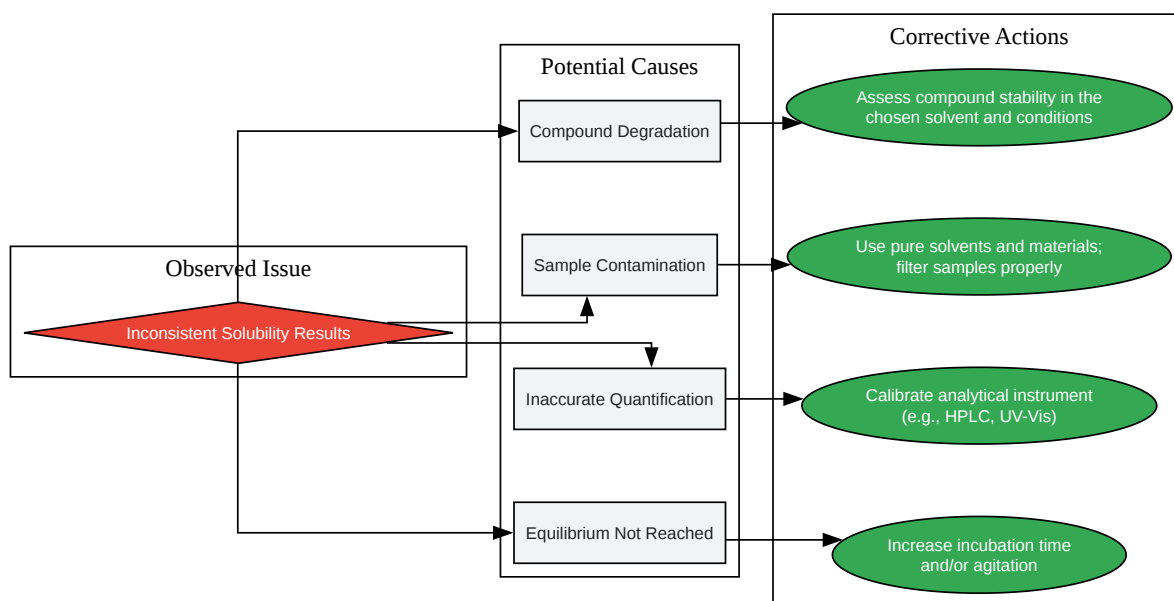 Corrective Actions
Potential Causes
Assess compound stability in the
chosen solvent and conditions
Compound Degradation
Use pure solvents and materials;
filter samples properly
Sample Contamination
Observed Issue
Inconsistent Solubility Results
Inaccurate Quantification
Calibrate analytical instrument
(e.g., HPLC, UV-Vis)
Equilibrium Not Reached
Increase incubation time
and/or agitation